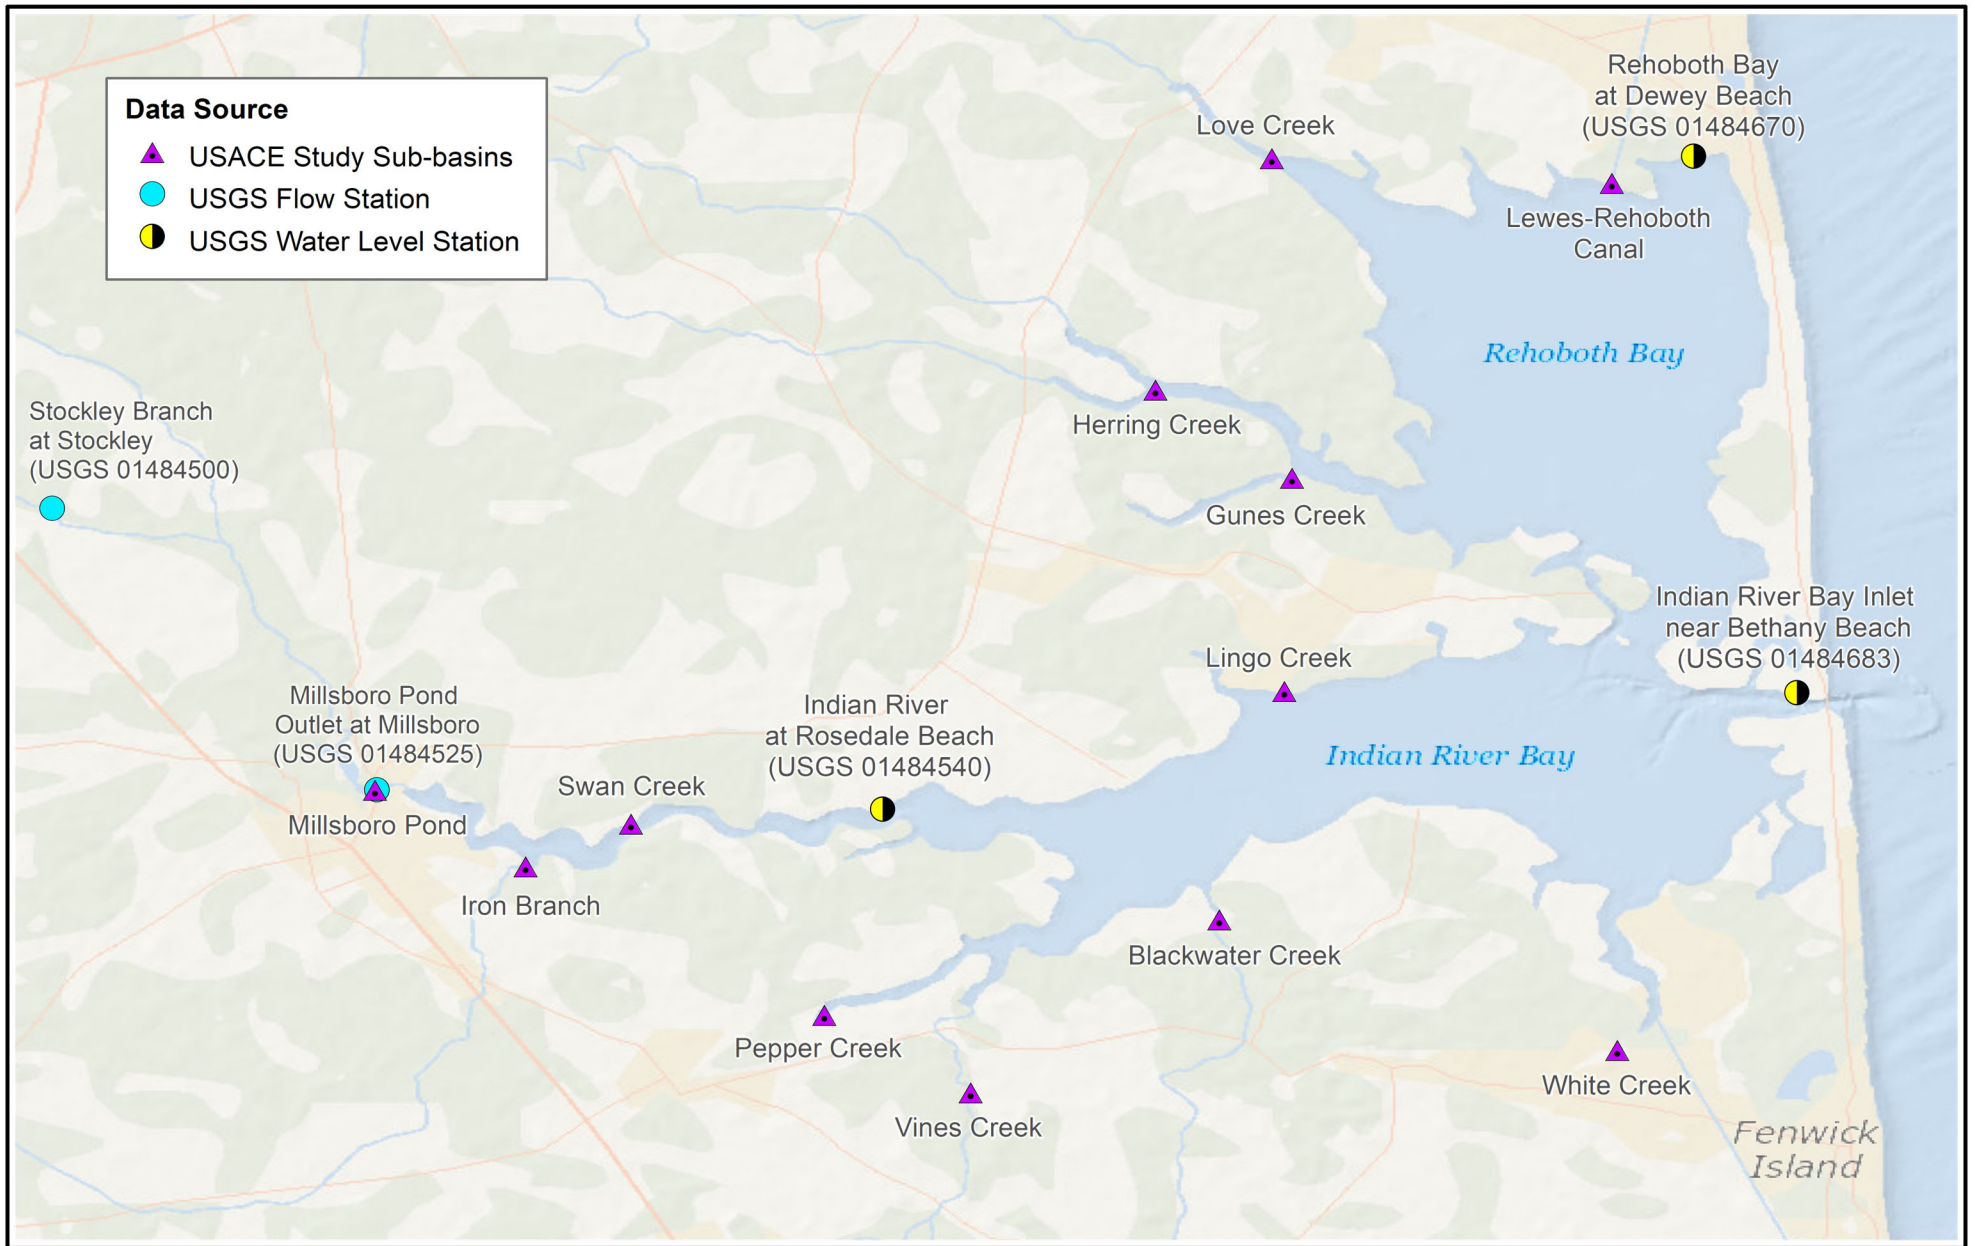 Data Source
USACE Study Sub-basins
USGS Flow Station
USGS Water Level Station
Rehoboth Bay
at Dewey Beach
(USGS 01484670)
Love Creek
Lewes-Rehoboth
Canal
Rehoboth Bay
Stockley Branch
at Stockley
(USGS 01484500)
Herring Creek
Gunes Creek
Indian River Bay Inlet
near Bethany Beach
(USGS 01484683)
Lingo Creek
Millsboro Pond
Outlet at Millsboro
(USGS 01484525)
Indian River
at Rosedale Beach
(USGS 01484540)
Indian River Bay
Swan Creek
Millsboro Pond
Iron Branch
Blackwater Creek
Pepper Creek
White Creek
Vines Creek
Fenwick
Island